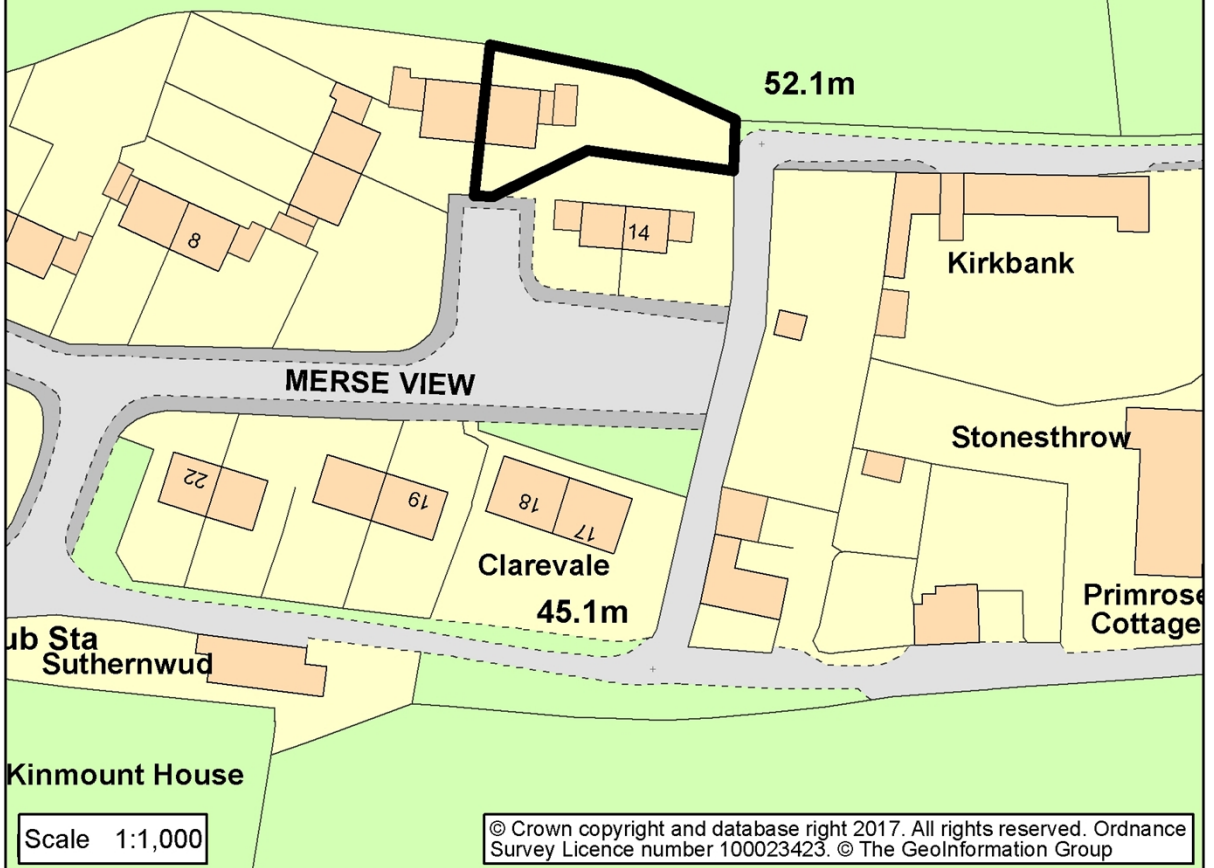 52.1m
8
14
Kirkbank
MERSE VIEW
Stonesthrow
22
19
18
17
Clarevale
45.1m
Primrose
Cottage
ub Sta
Suthernwud
Kinmount House
Scale 1:1,000
© Crown copyright and database right 2017. All rights reserved. Ordnance
Survey Licence number 100023423. © The GeoInformation Group